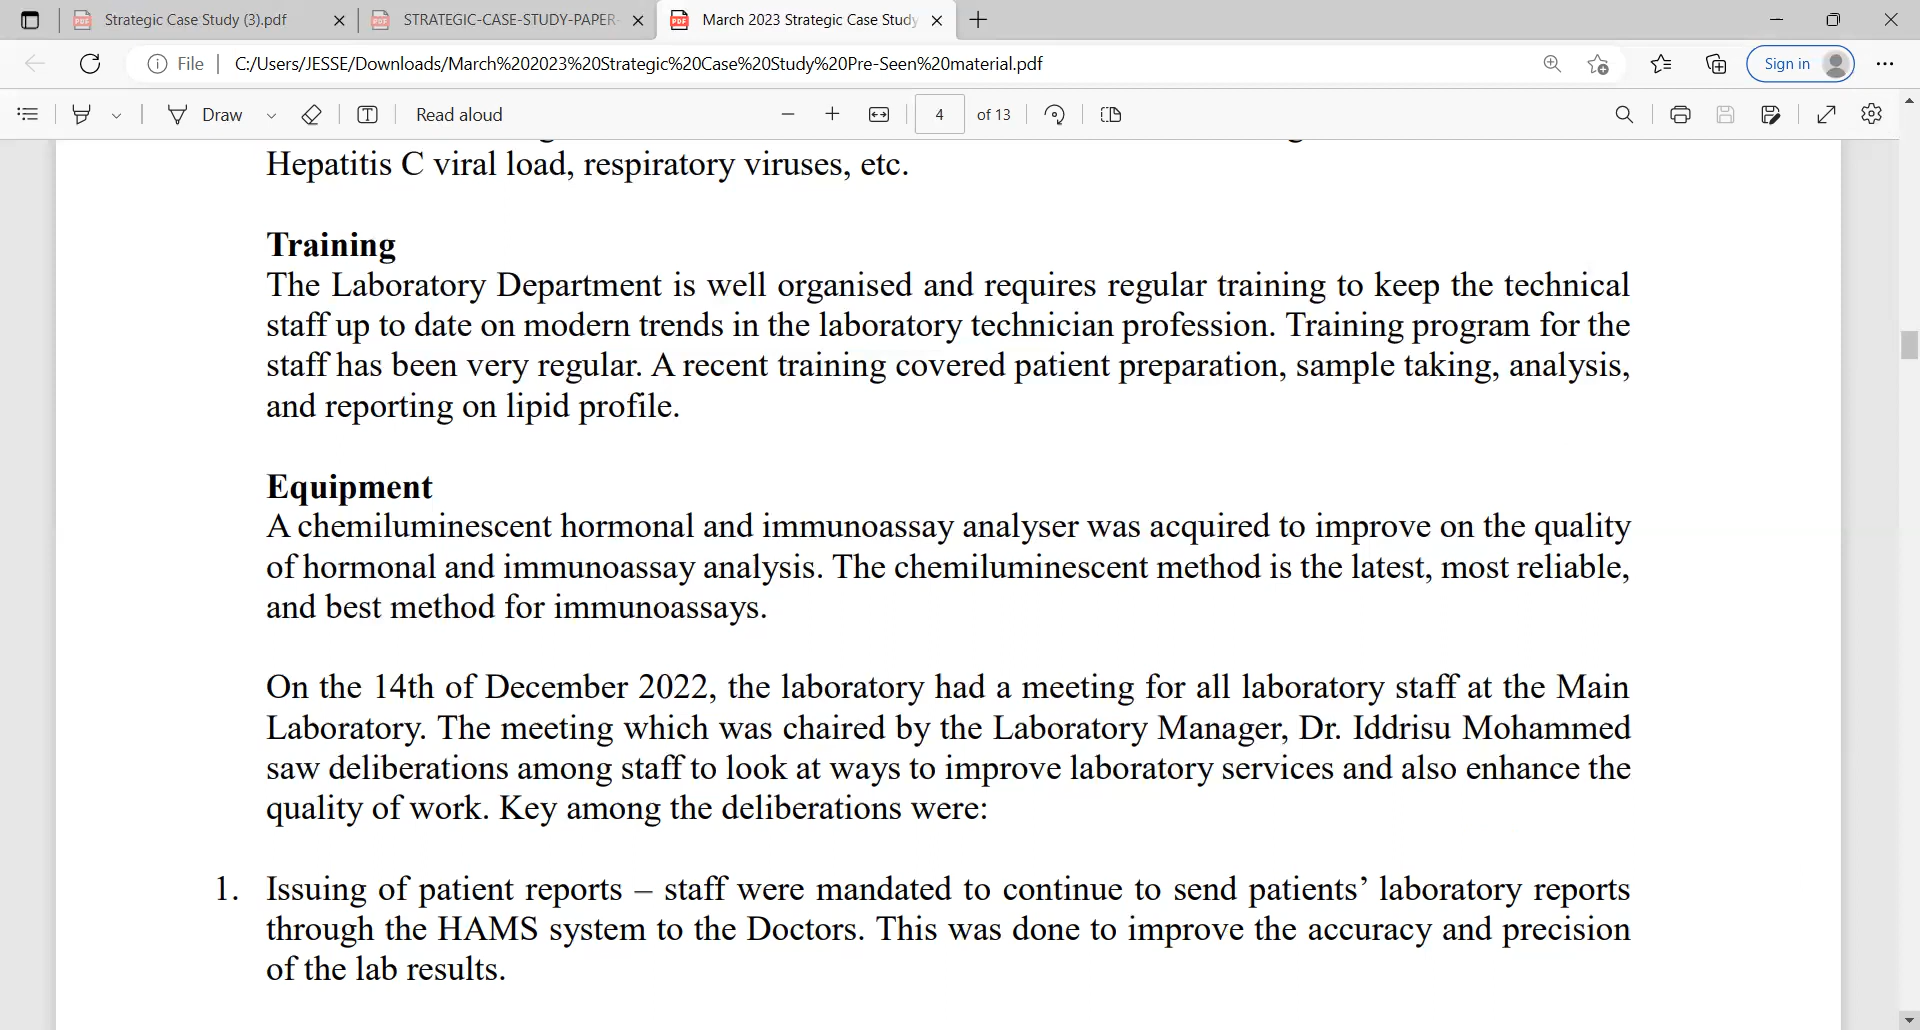 Strategic Case Study (3).pdf
STRATEGIC-CASE-STUDY-PAPER-
March 2023 Strategic Case Study
File
C:/Users/JESSE/Downloads/March%202023%20Strategic%20Case%20Study%20Pre-Seen%20material.pdf
Sign in
Draw
Read aloud
4
of 13
Hepatitis C viral load, respiratory viruses, etc.
Training
The Laboratory Department is well organised and requires regular training to keep the technical
staff up to date on modern trends in the laboratory technician profession. Training program for the
staff has been very regular. A recent training covered patient preparation, sample taking, analysis,
and reporting on lipid profile.
Equipment
A chemiluminescent hormonal and immunoassay analyser was acquired to improve on the quality
of hormonal and immunoassay analysis. The chemiluminescent method is the latest, most reliable,
and best method for immunoassays.
On the 14th of December 2022, the laboratory had a meeting for all laboratory staff at the Main
Laboratory. The meeting which was chaired by the Laboratory Manager, Dr. Iddrisu Mohammed
saw deliberations among staff to look at ways to improve laboratory services and also enhance the
quality of work. Key among the deliberations were:
1. Issuing of patient reports – staff were mandated to continue to send patients’ laboratory reports
through the HAMS system to the Doctors. This was done to improve the accuracy and precision
of the lab results.